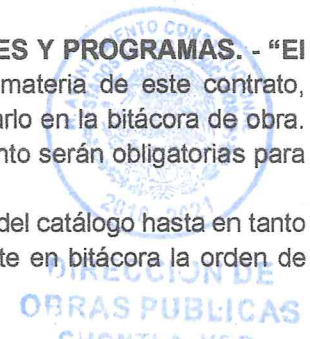 ES Y PROGRAMAS. - “El
materia de este contrato,
arlo en la bitácora de obra.
nto serán obligatorias para
del catálogo hasta en tanto
te en bitácora la orden de
DIRECCION DE
OBRAS PUBLICAS